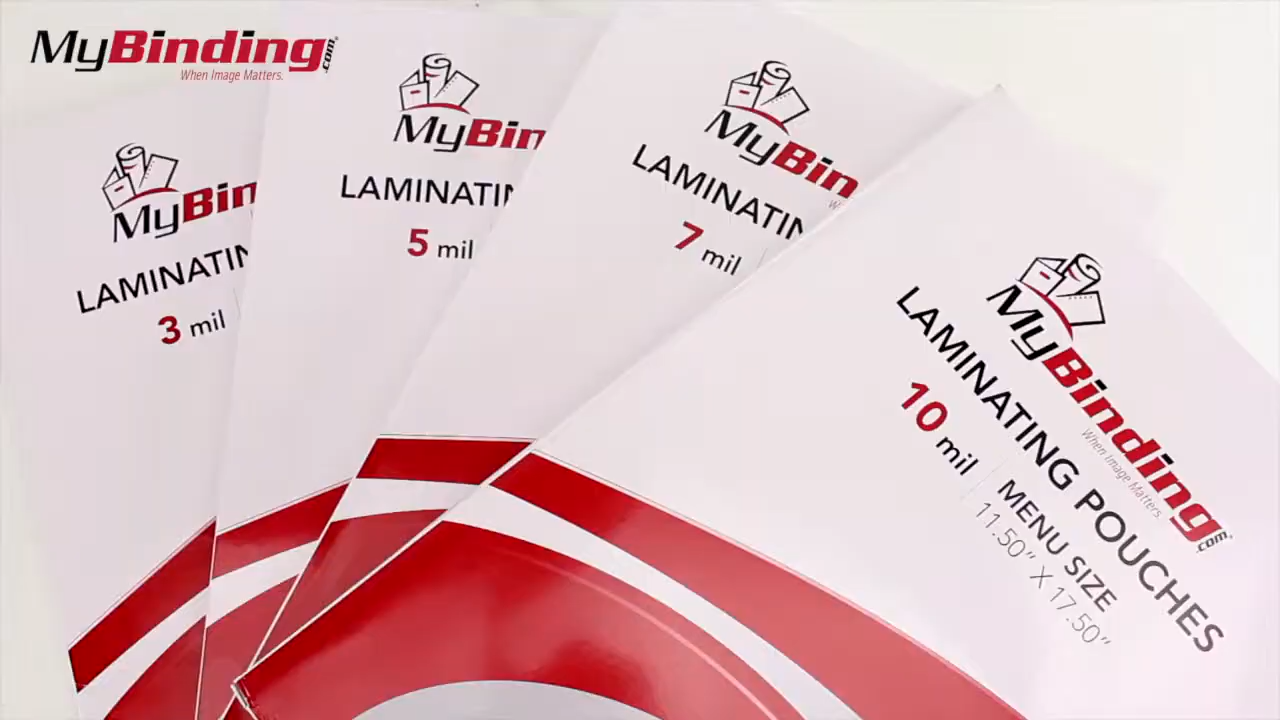 MyBinding.com®
When Image Matters.
MyBin
LAMINATIN
3 mil
MyBin
LAMINATIN
5 mil
MyBin
W
LAMINATIN
7 mil
MyBinding.com®
When Image Matters.
LAMINATING POUCHES
10 mil
MENU SIZE
11.50" X 17.50"